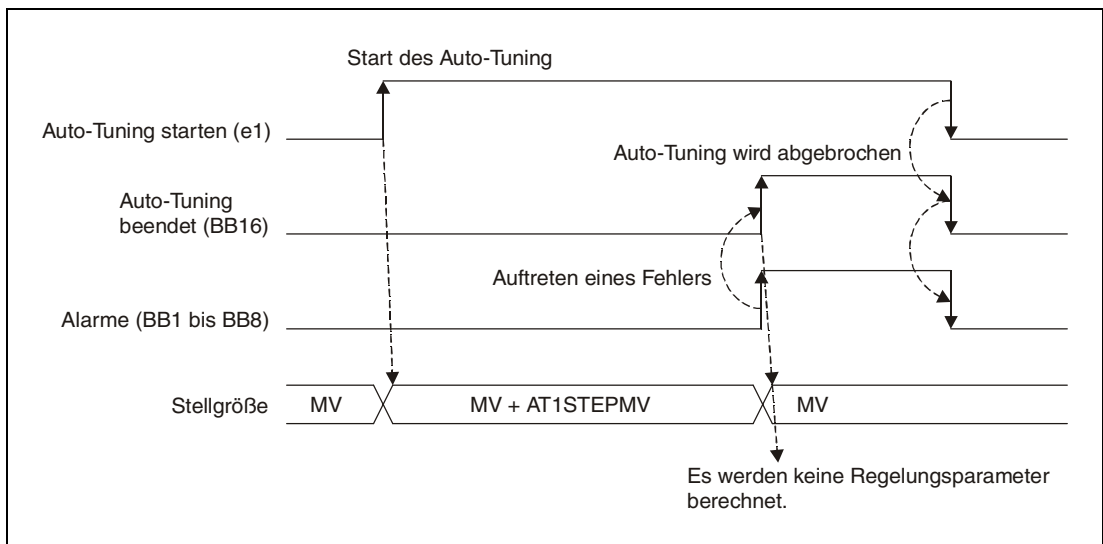 Start des Auto-Tuning
Auto-Tuning starten (e1)
Auto-Tuning wird abgebrochen
Auto-Tuning
beendet (BB16)
Auftreten eines Fehlers
Alarme (BB1 bis BB8)
Stellgröße
MV
MV + AT1STEPMV
MV
Es werden keine Regelungsparameter
berechnet.